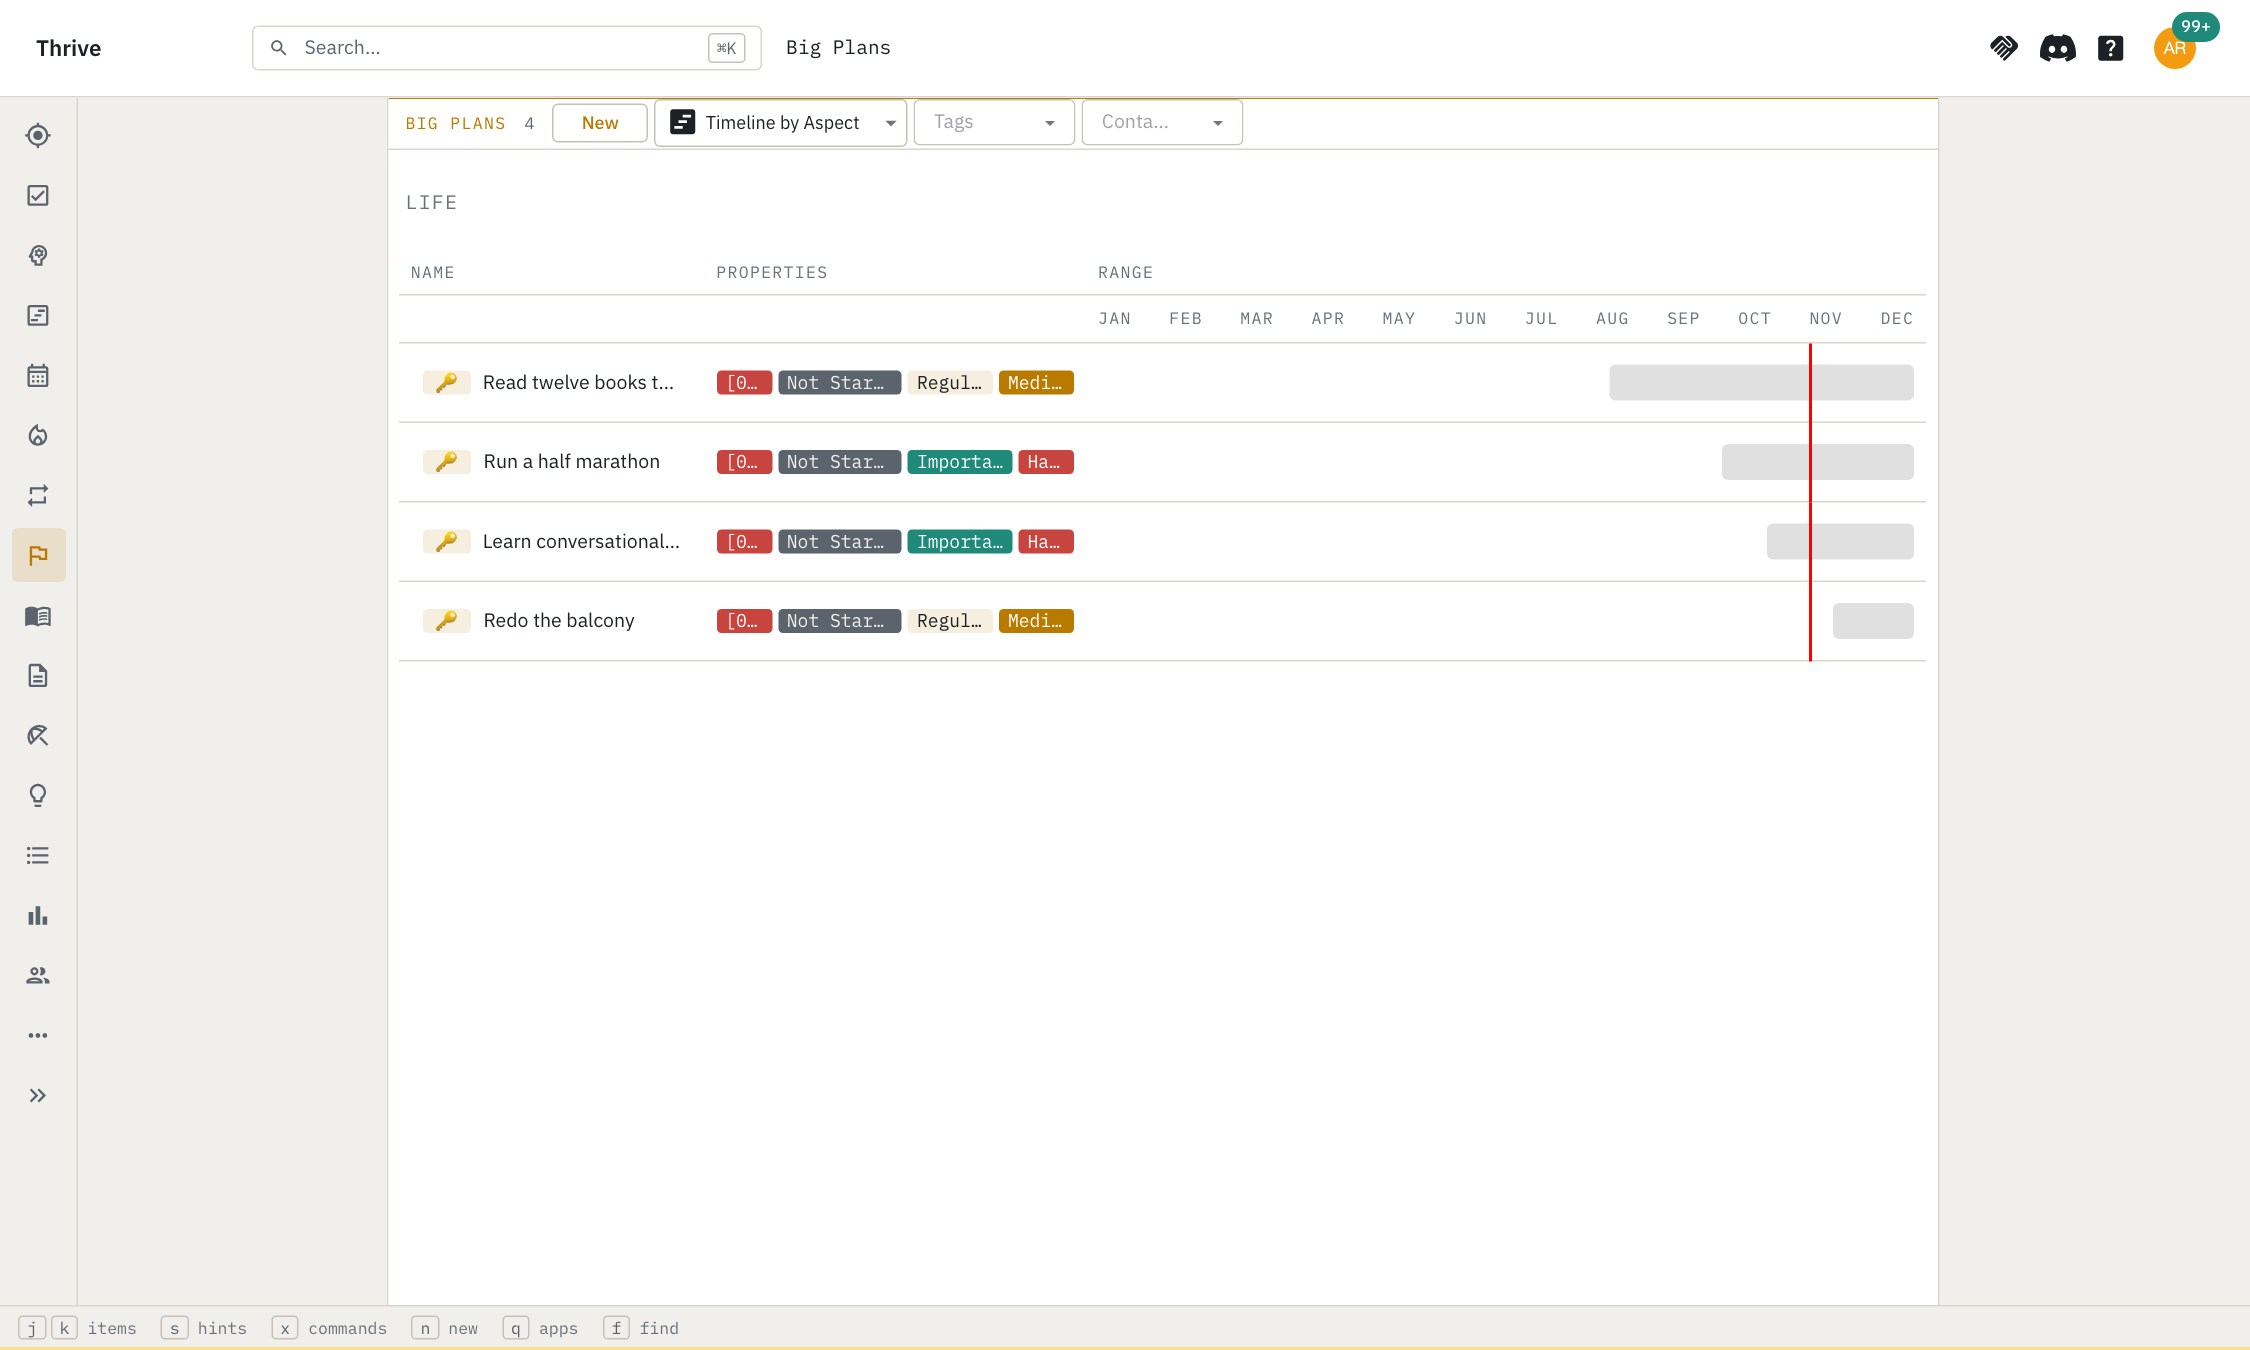 Thrive
Search...
⌘K
Big Plans
?
AR
99+
BIG PLANS 4
New
Timeline by Aspect
Tags
Conta...
LIFE
NAME PROPERTIES RANGE
JAN FEB MAR APR MAY JUN JUL AUG SEP OCT NOV DEC
Read twelve books t... [0... Not Star... Regul... Medi...
Run a half marathon [0... Not Star... Importa... Ha...
Learn conversational... [0... Not Star... Importa... Ha...
Redo the balcony [0... Not Star... Regul... Medi...
j k items s hints x commands n new q apps f find